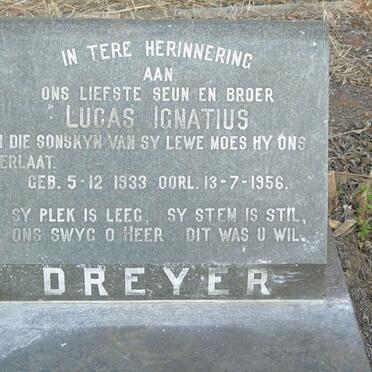 IN TERE HERINNERING
AAN
ONS LIEFSTE SEUN EN BROER
LUCAS IGNATIUS
DIE SONSKYN VAN SY LEWE MOES HY ONS
ERLAAT.
GEB. 5-12 1933 OORL. 13-7-1956.
SY PLEK IS LEEG, SY STEM IS STIL,
ONS SWYG O HEER DIT WAS U WIL.
DREYER